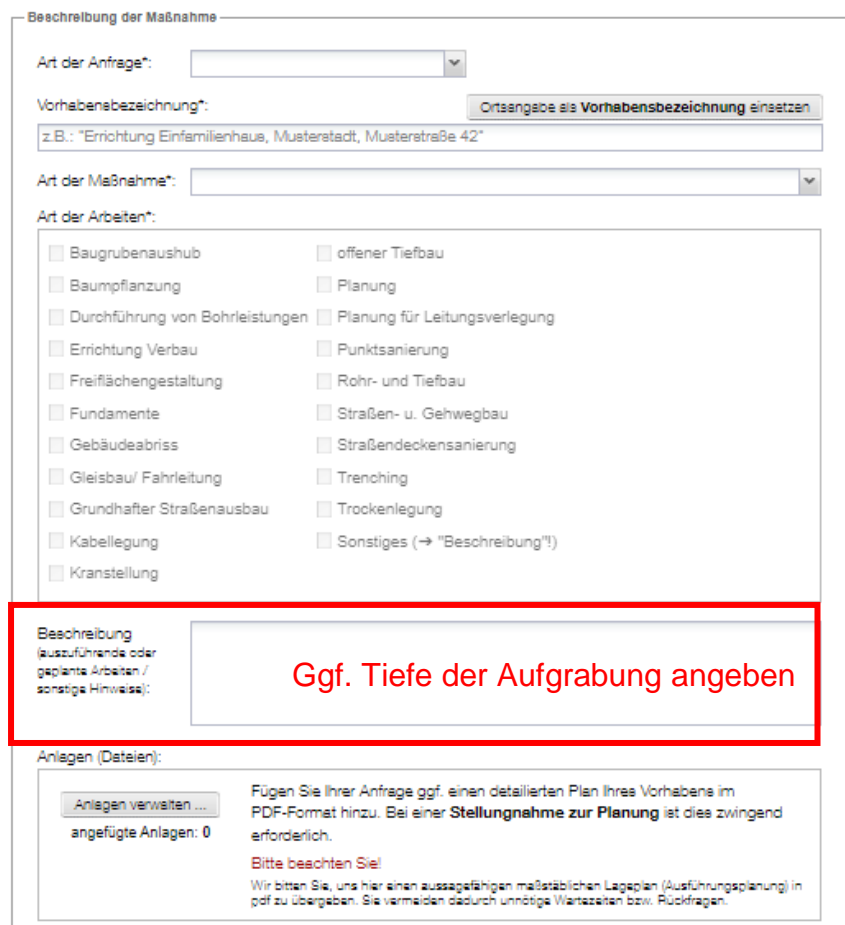 Beschreibung der Maßnahme
Art der Anfrage*:
Vorhabensbezeichnung*:
Ortsangabe als Vorhabensbezeichnung einsetzen
z.B.: "Errichtung Einfamilienhaus, Musterstadt, Musterstraße 42"
Art der Maßnahme*:
Art der Arbeiten*:
Baugrubenaushub
offener Tiefbau
Baumpflanzung
Planung
Durchführung von Bohrleistungen
Planung für Leitungsverlegung
Errichtung Verbau
Punktsanierung
Freiflächengestaltung
Rohr- und Tiefbau
Fundamente
Straßen- u. Gehwegbau
Gebäudeabriss
Straßendeckensanierung
Gleisbau/ Fahrleitung
Trenching
Grundhafter Straßenausbau
Trockenlegung
Kabellegung
Sonstiges (→ "Beschreibung"!)
Kranstellung
Beschreibung
(auszuführende oder
geplante Arbeiten /
sonstige Hinweise):
Ggf. Tiefe der Aufgrabung angeben
Anlagen (Dateien):
Anlagen verwalten ...
angefügte Anlagen: 0
Fügen Sie Ihrer Anfrage ggf. einen detailierten Plan Ihres Vorhabens im
PDF-Format hinzu. Bei einer Stellungnahme zur Planung ist dies zwingend
erforderlich.
Bitte beachten Sie!
Wir bitten Sie, uns hier einen aussagefähigen maßstäblichen Lageplan (Ausführungsplanung) in
pdf zu übergeben. Sie vermeiden dadurch unnötige Wartezeiten bzw. Rückfragen.